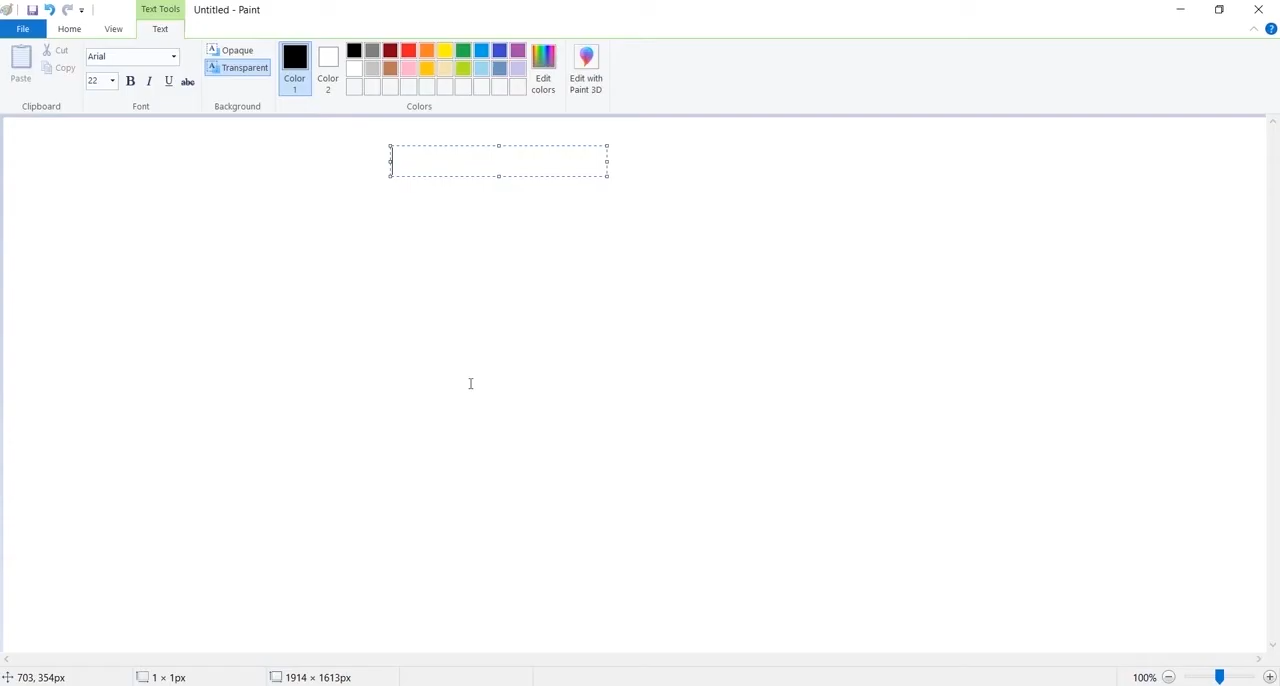 Text Tools
Untitled - Paint
File
Home
View
Text
Paste
Cut
Copy
Clipboard
Arial
22
B
I
U
abc
Font
A Opaque
A Transparent
Background
Color
1
Color
2
Edit
colors
Colors
Edit with
Paint 3D
703, 354px
1 × 1px
1914 × 1613px
100%